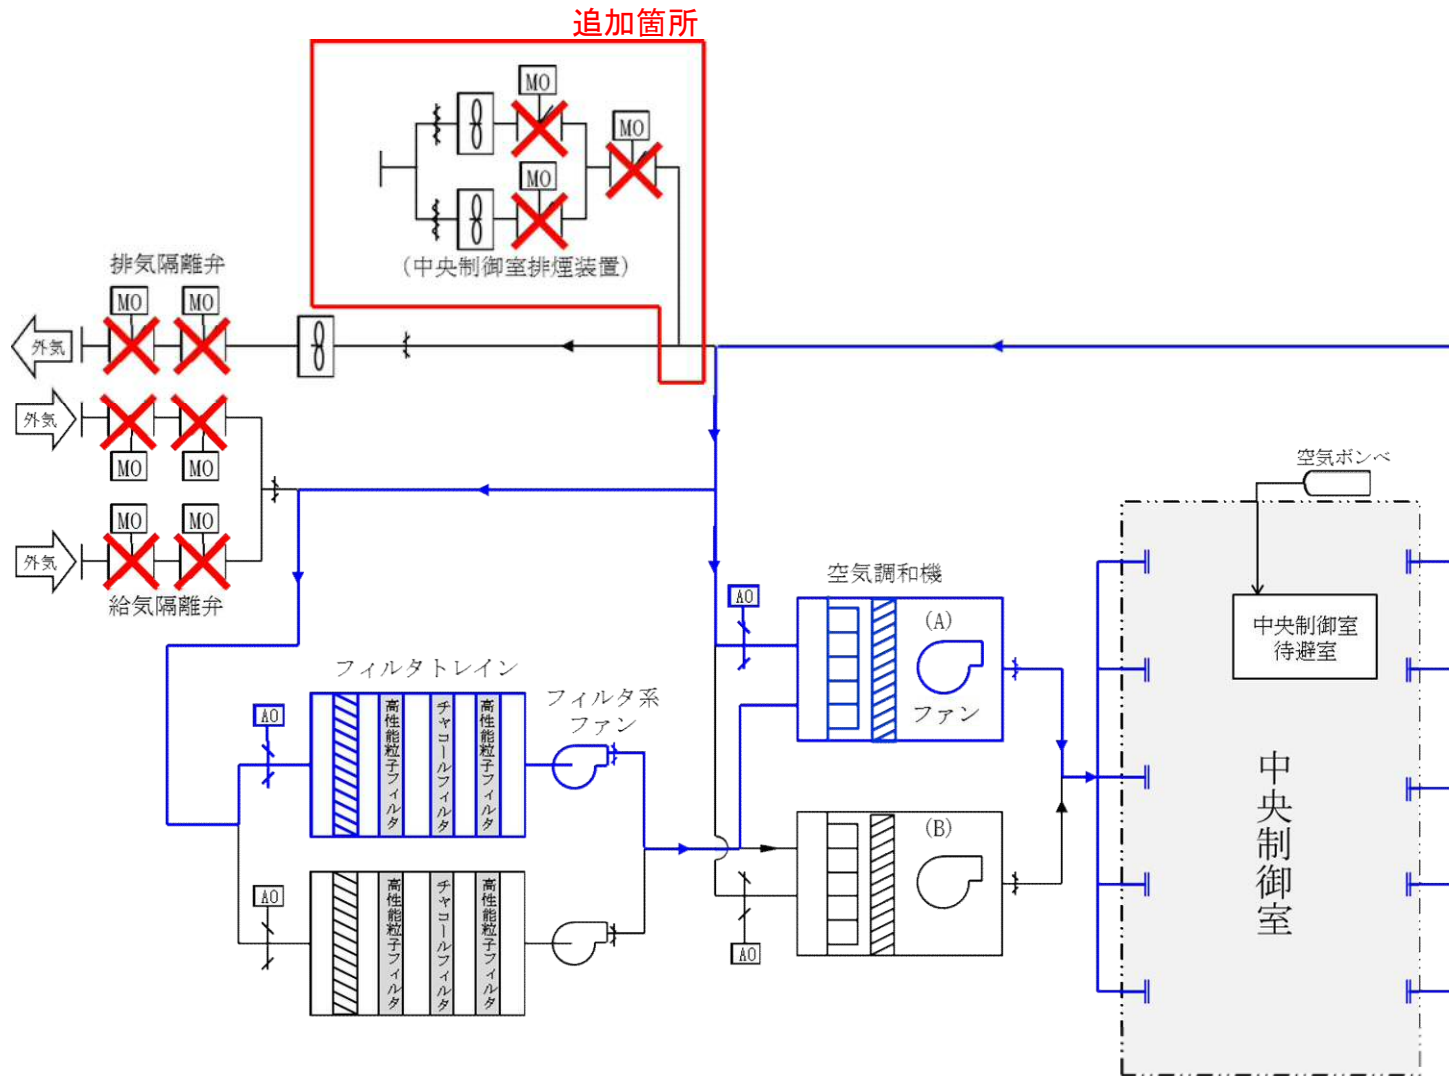 追加箇所
MO
MO
MO
MO
(中央制御室排煙装置)
排気隔離弁
MO
MO
外気
外気
MO
MO
MO
MO
外気
給気隔離弁
空気ボンベ
中央制御室
待避室
中央制御室
空気調和機
AO
(A)
ファン
(B)
AO
フィルタトレイン
フィルタ系
ファン
AO
高性能粒子フィルタ
チャコールフィルタ
高性能粒子フィルタ
AO
高性能粒子フィルタ
チャコールフィルタ
高性能粒子フィルタ